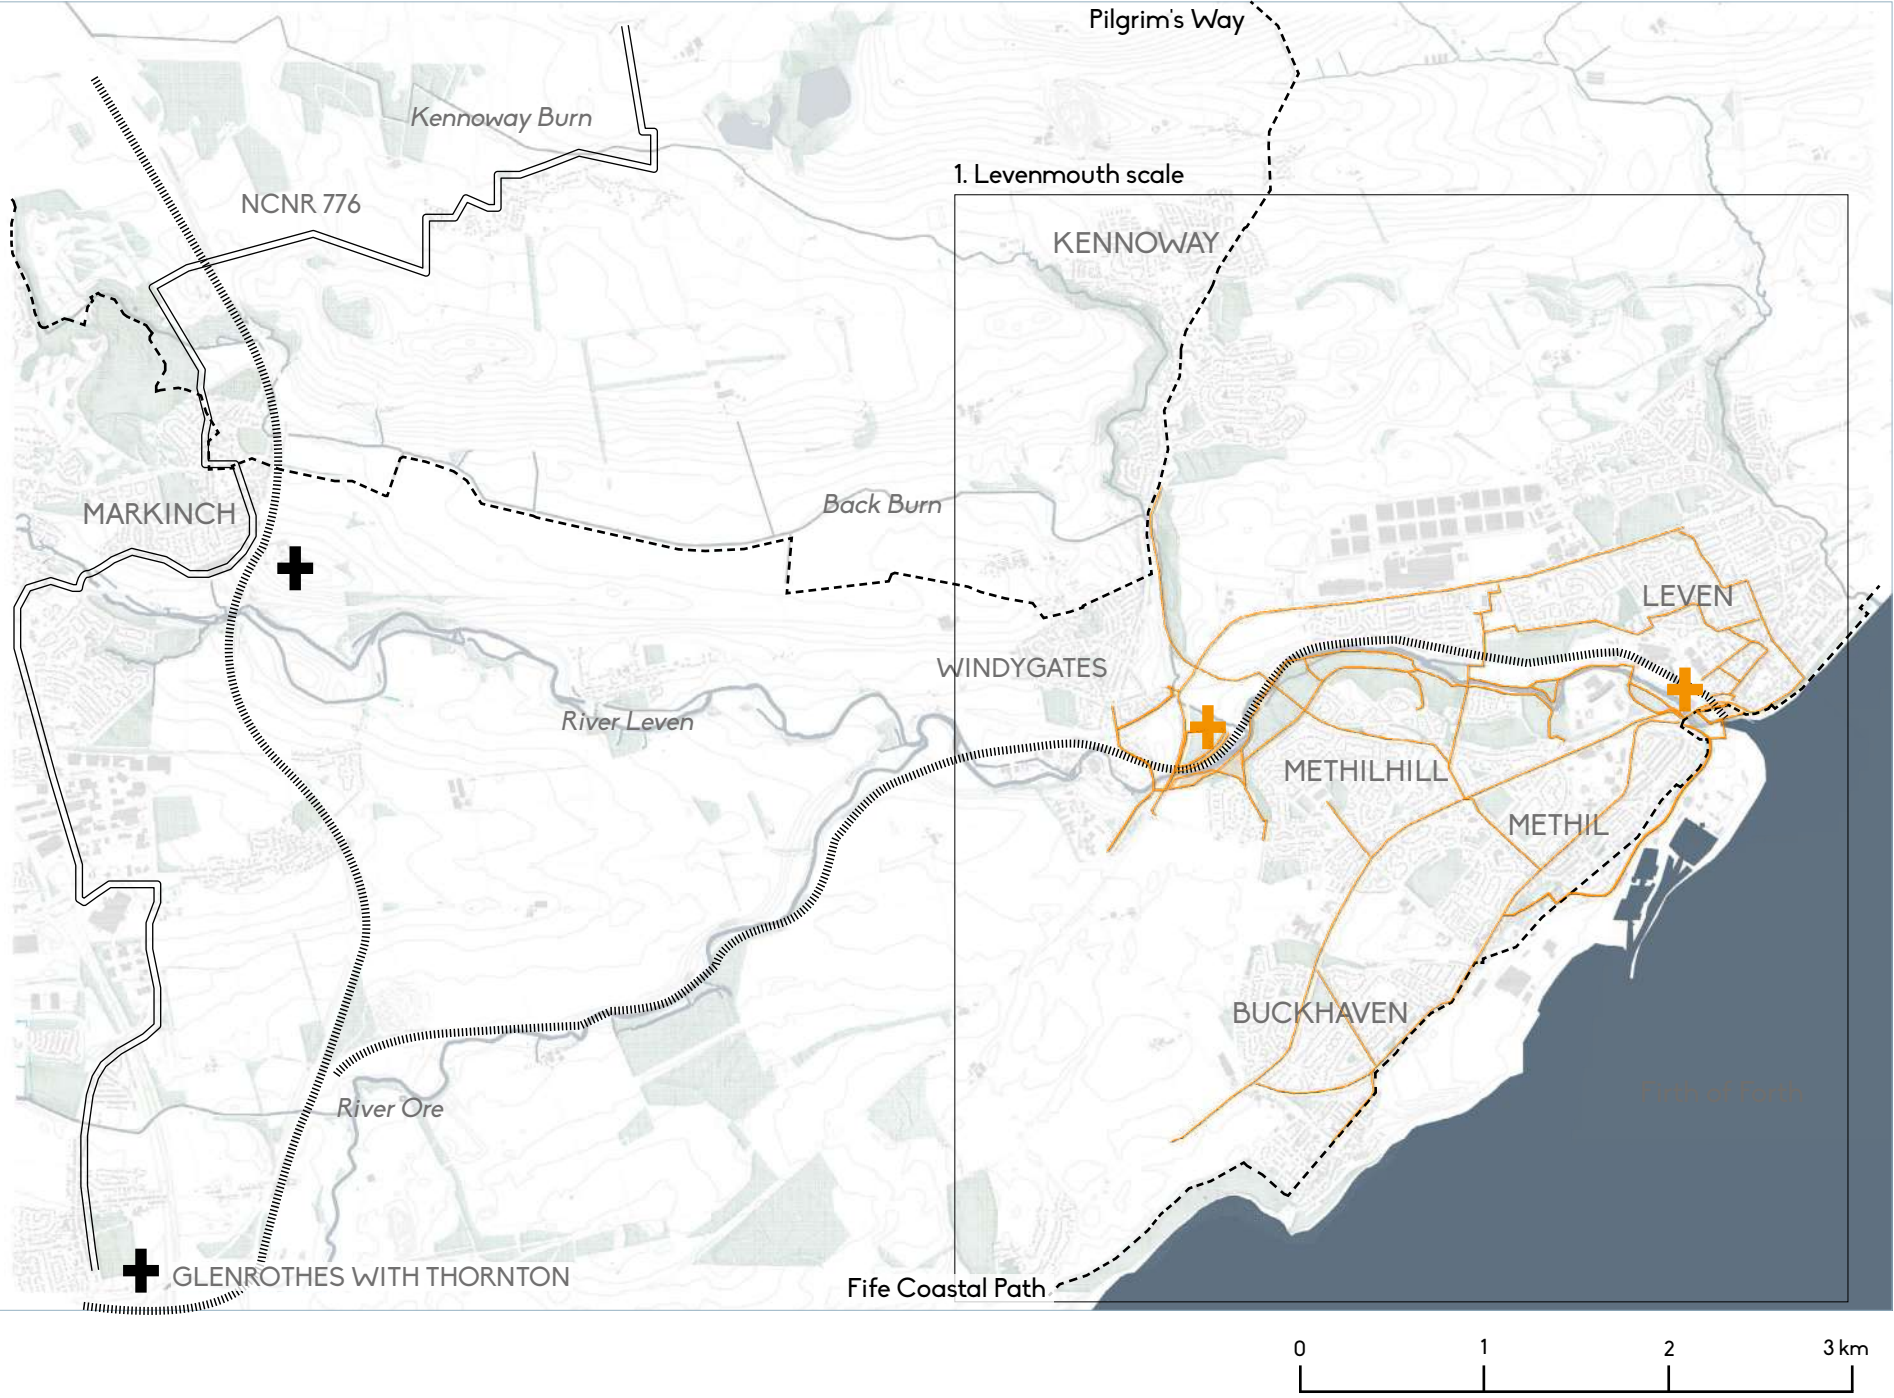 Pilgrim's Way
Kennoway Burn
1. Levenmouth scale
NCNR 776
KENNOWAY
Back Burn
MARKINCH
LEVEN
WINDYGATES
River Leven
METHILHILL
METHIL
BUCKHAVEN
River Ore
GLENROTHES WITH THORNTON
Fife Coastal Path
0 1 2 3 km